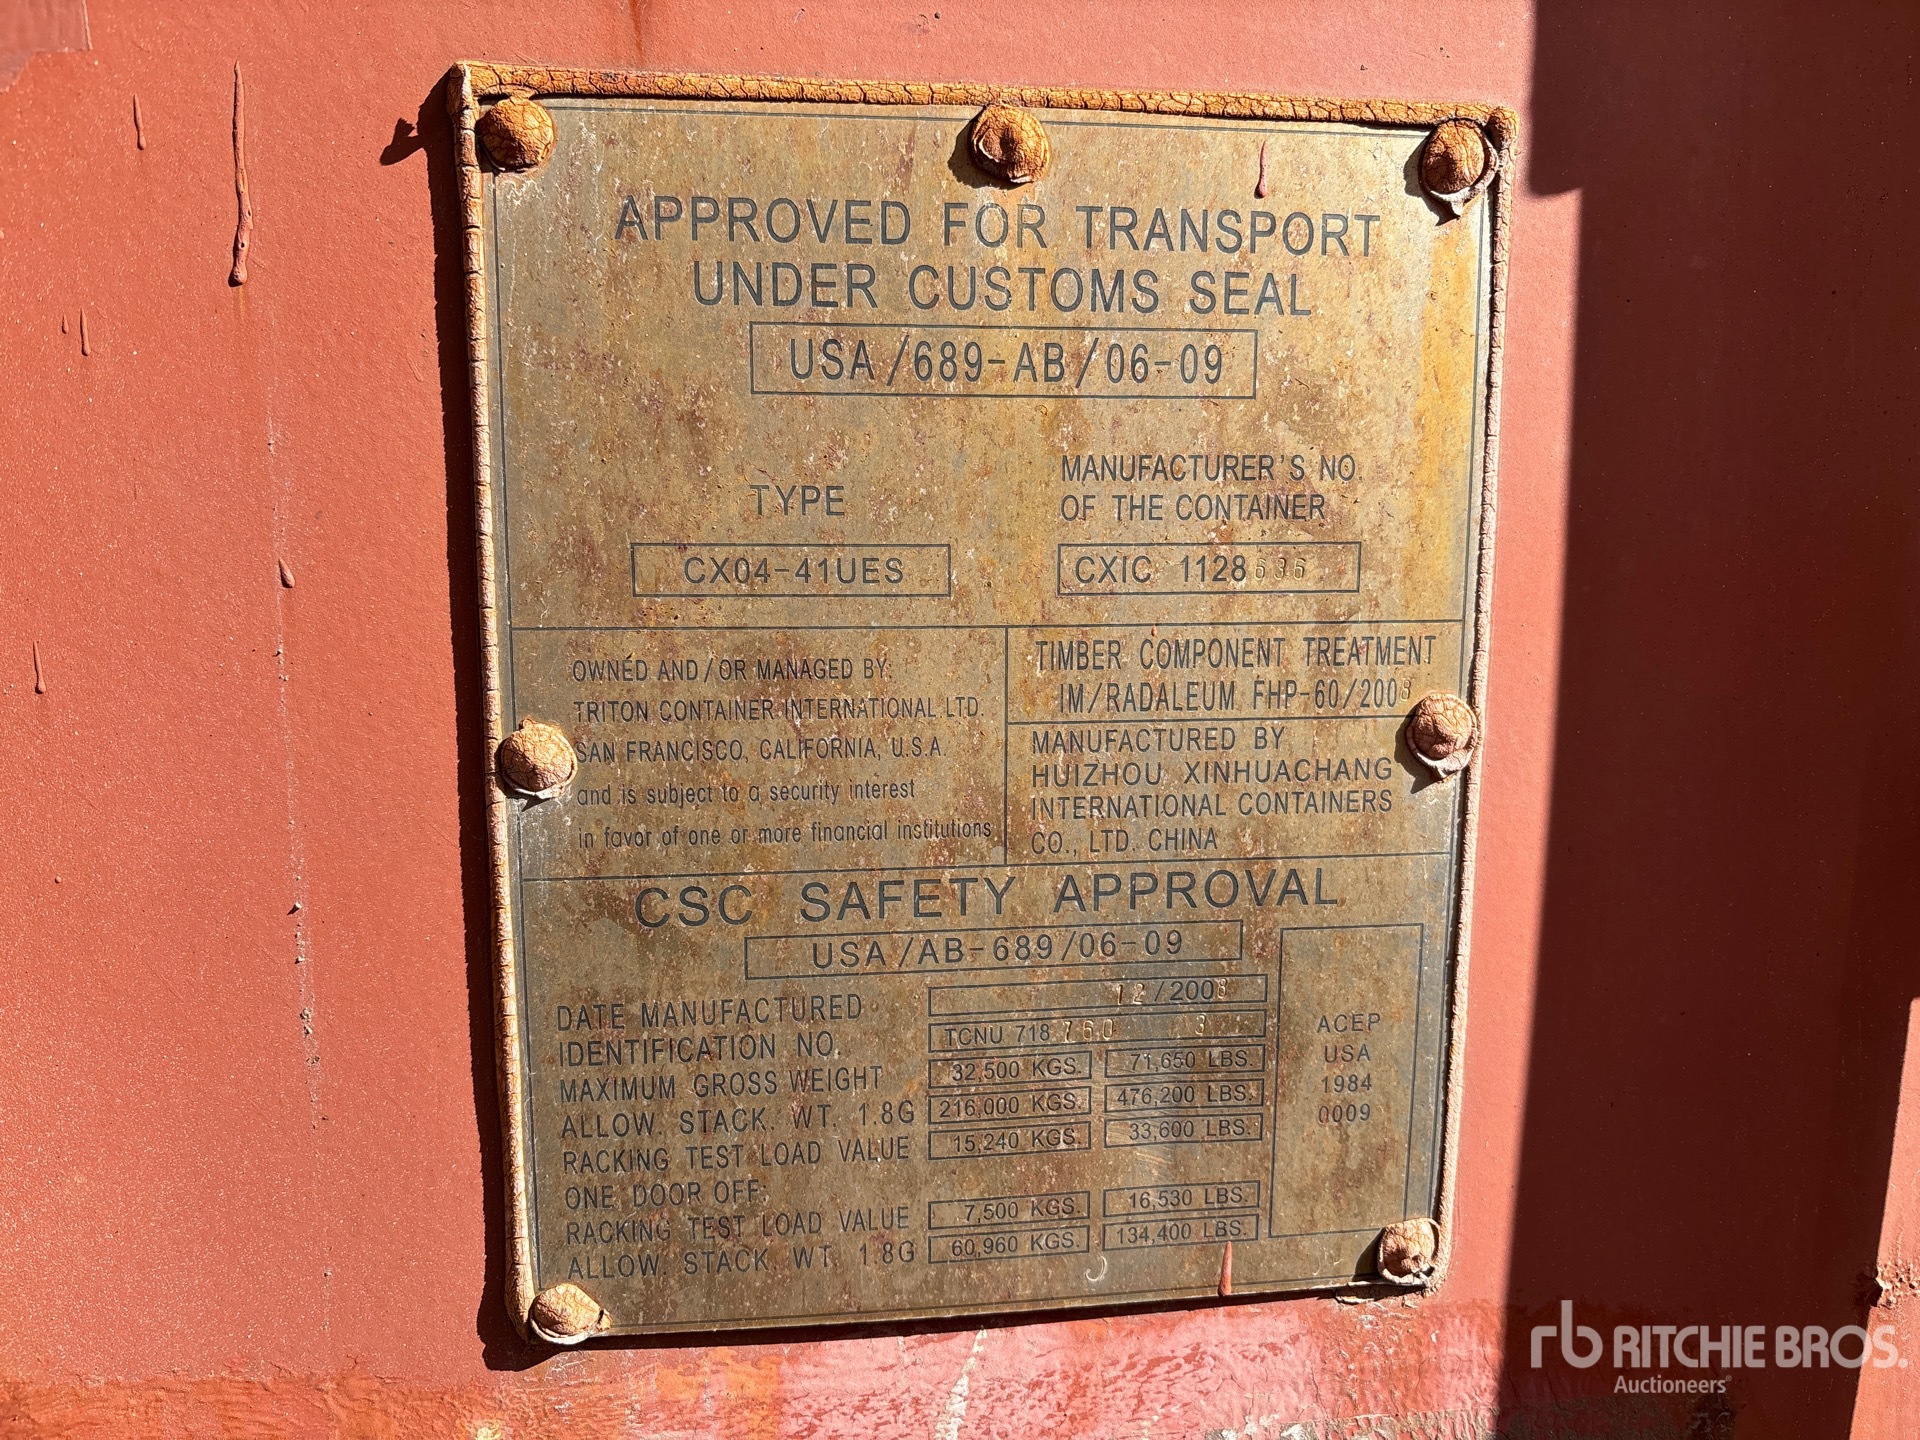 APPROVED FOR TRANSPORT
UNDER CUSTOMS SEAL
USA/689-AB/06-09
TYPE
CX04-41UES
MANUFACTURER'S NO.
OF THE CONTAINER
CXIC 1128636
OWNED AND/OR MANAGED BY:
TRITON CONTAINER INTERNATIONAL LTD.
SAN FRANCISCO, CALIFORNIA, U.S.A.
and is subject to a security interest
in favor of one or more financial institutions
TIMBER COMPONENT TREATMENT
IM/RADALEUM FHP-60/2008
MANUFACTURED BY
HUIZHOU XINHUACHANG
INTERNATIONAL CONTAINERS
CO., LTD. CHINA
CSC SAFETY APPROVAL
USA/AB-689/06-09
DATE MANUFACTURED 12/2008
IDENTIFICATION NO. TCNU 718760 3
MAXIMUM GROSS WEIGHT 32,500 KGS. 71,650 LBS.
ALLOW. STACK. WT. 1.8G 216,000 KGS. 476,200 LBS.
RACKING TEST LOAD VALUE 15,240 KGS. 33,600 LBS.
ONE DOOR OFF:
RACKING TEST LOAD VALUE 7,500 KGS. 16,530 LBS.
ALLOW. STACK. WT. 1.8G 60,960 KGS. 134,400 LBS.
ACEP
USA
1984
0009
rb RITCHIE BROS.
Auctioneers